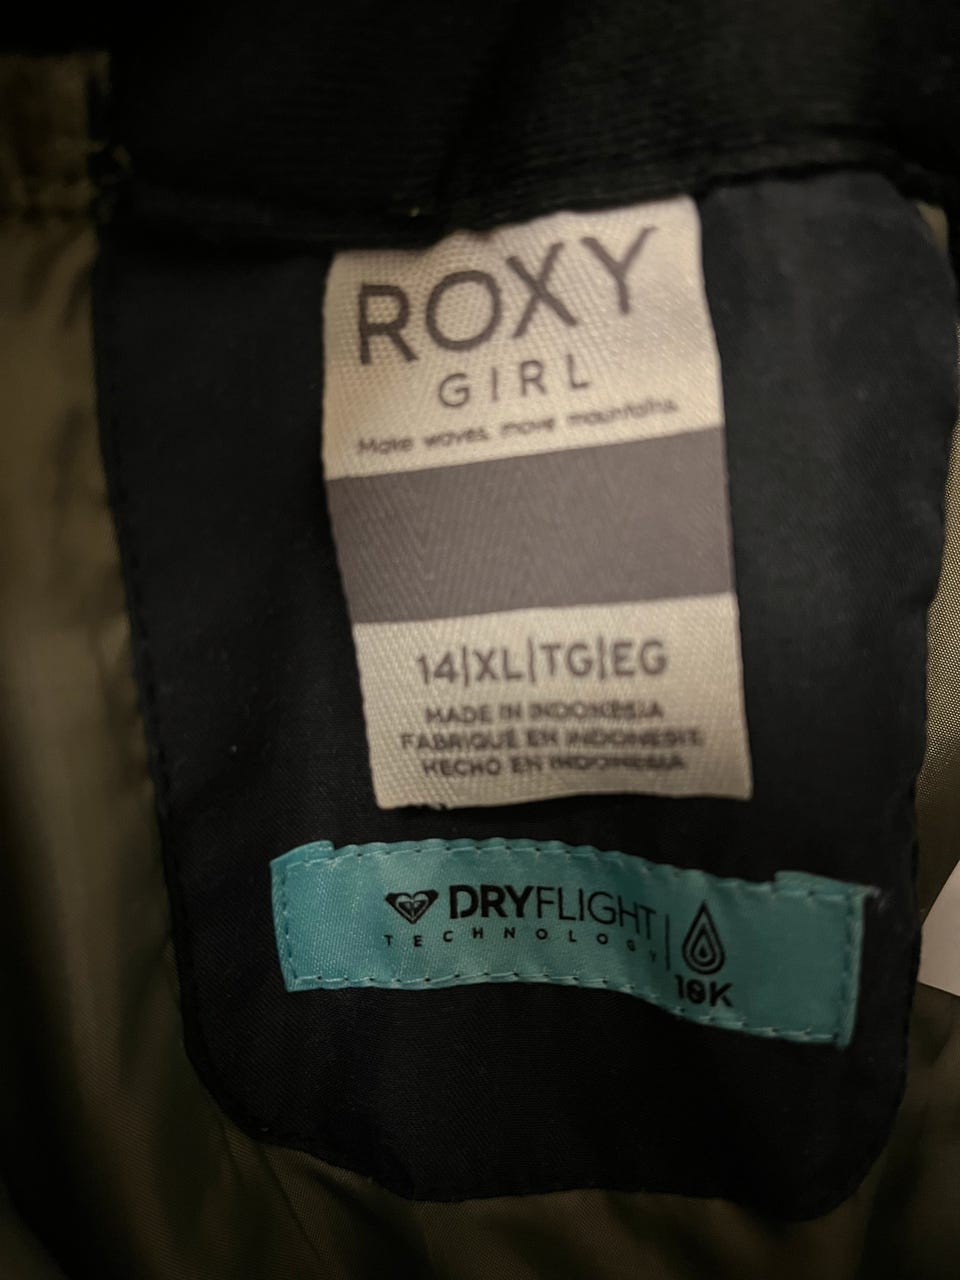 ROXY
GIRL
Make waves, move mountains.
14|XL|TG|EG
MADE IN INDONESIA
FABRIQUÉ EN INDONESIE
HECHO EN INDONESIA
DRYFLIGHT
TECHNOLOGY
10K